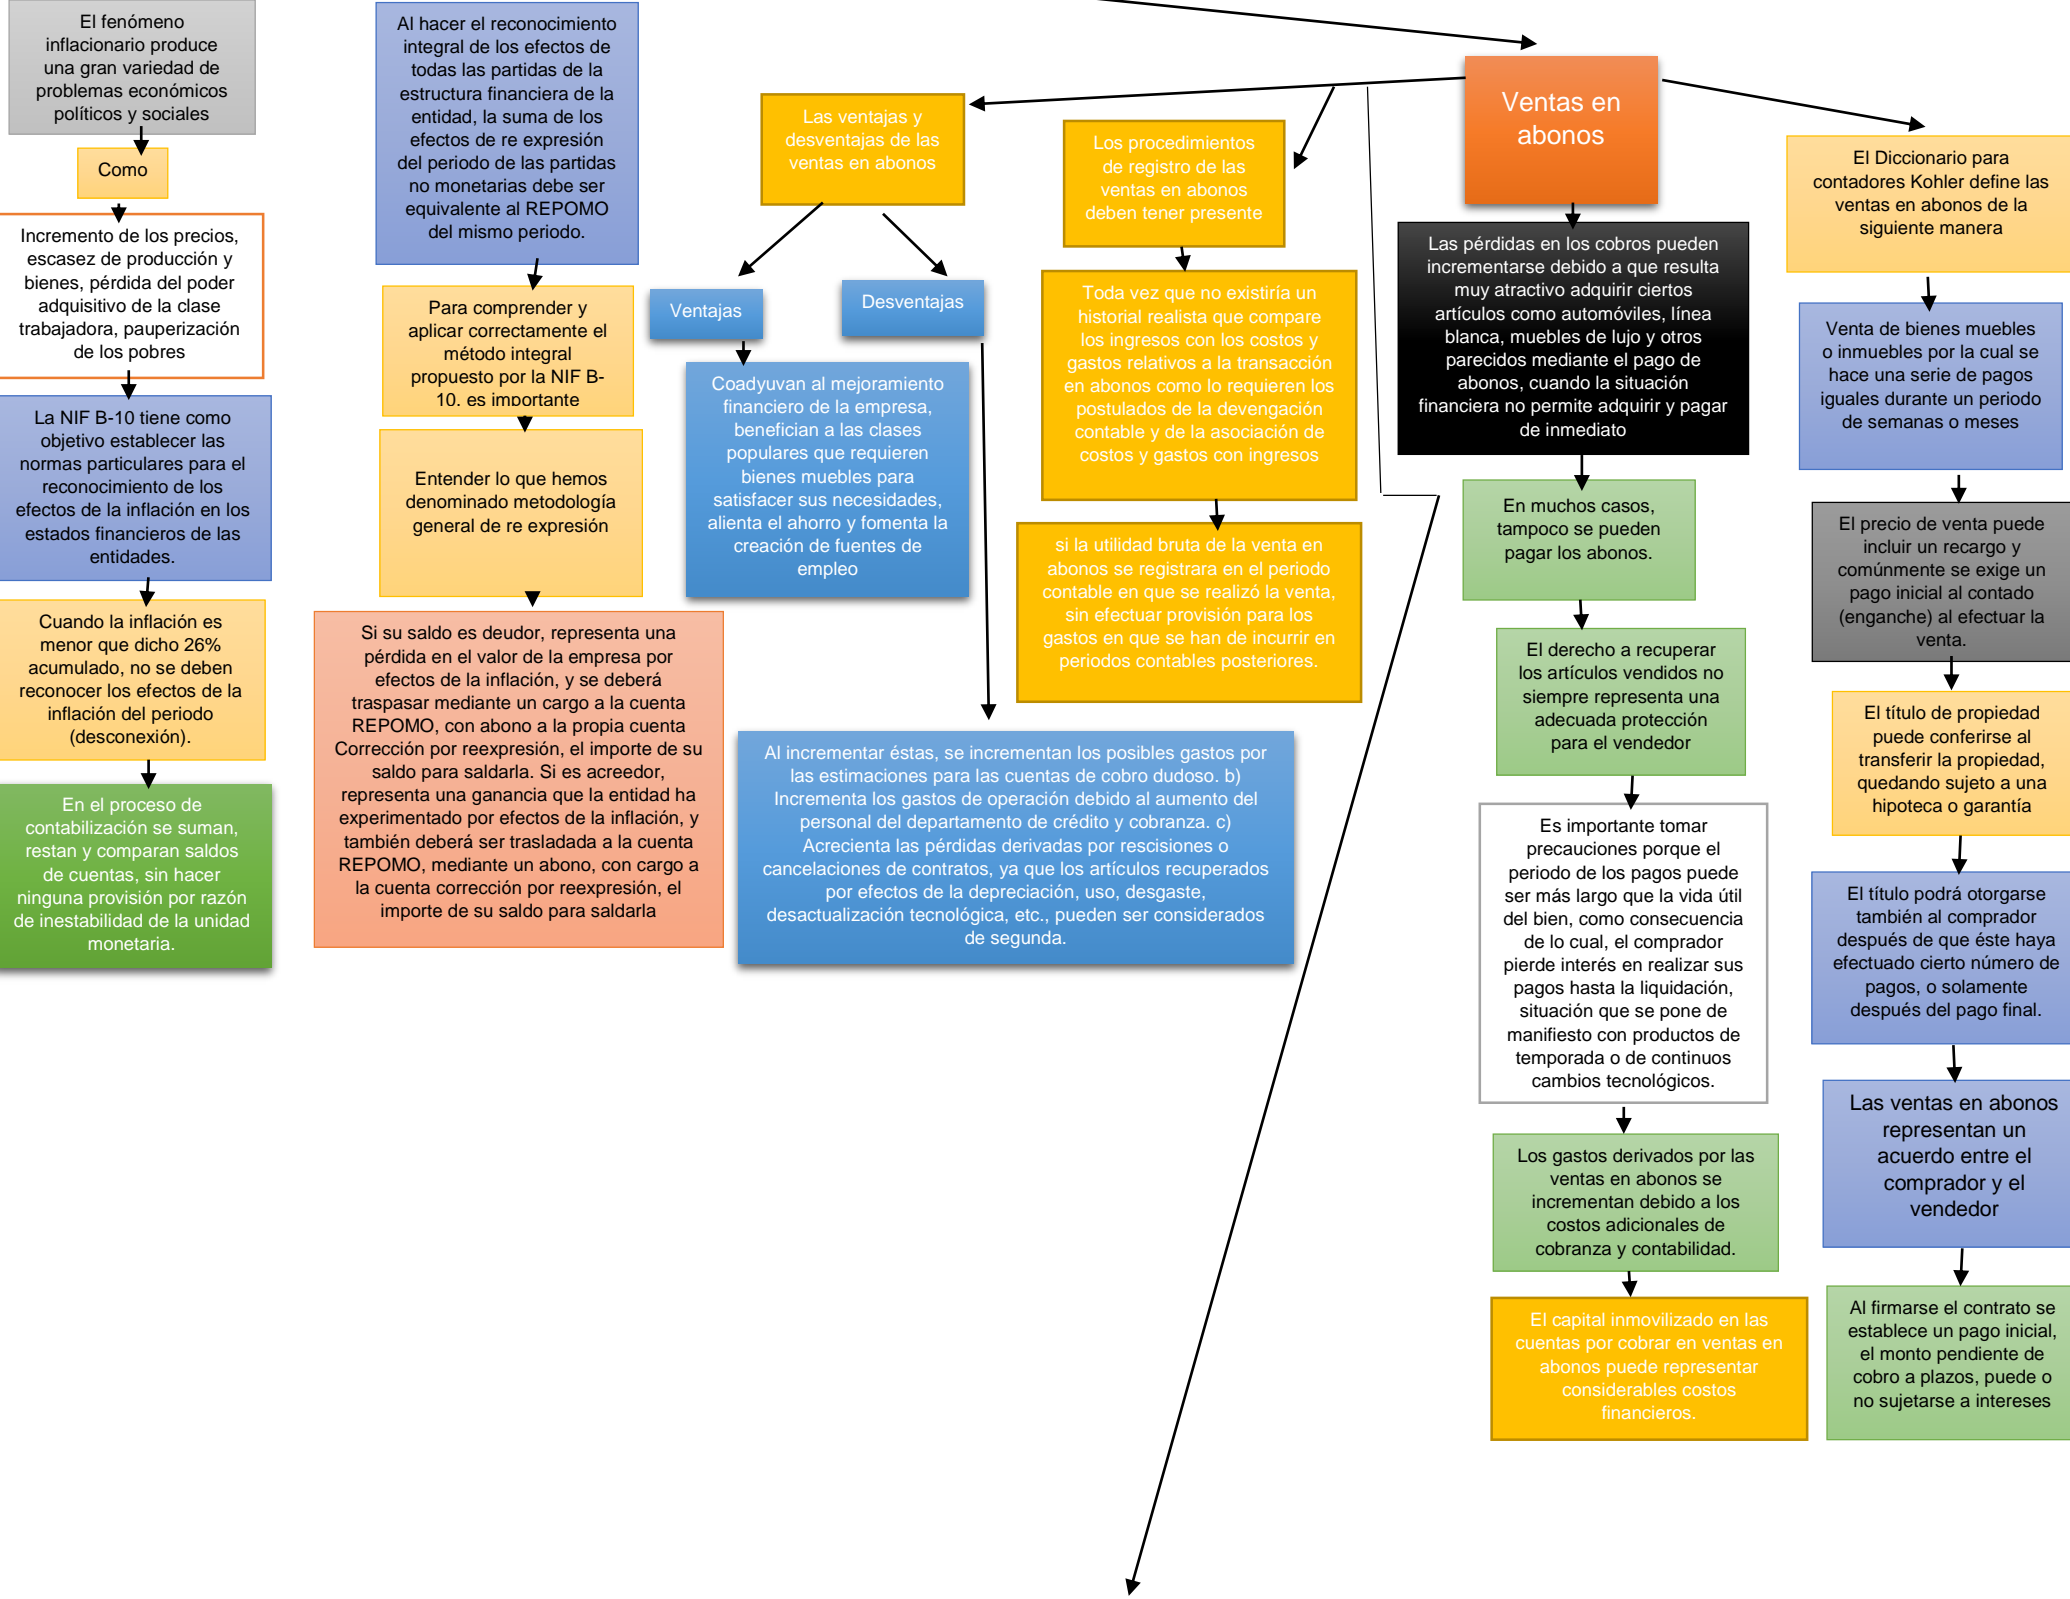 El fenómeno
inflacionario produce
una gran variedad de
problemas económicos
políticos y sociales
Como
Incremento de los precios,
escasez de producción y
bienes, pérdida del poder
adquisitivo de la clase
trabajadora, pauperización
de los pobres
La NIF B-10 tiene como
objetivo establecer las
normas particulares para el
reconocimiento de los
efectos de la inflación en los
estados financieros de las
entidades.
Cuando la inflación es
menor que dicho 26%
acumulado, no se deben
reconocer los efectos de la
inflación del periodo
(desconexión).
En el proceso de
contabilización se suman,
restan y comparan saldos
de cuentas, sin hacer
ninguna provisión por razón
de inestabilidad de la unidad
monetaria.
Al hacer el reconocimiento
integral de los efectos de
todas las partidas de la
estructura financiera de la
entidad, la suma de los
efectos de re expresión
del periodo de las partidas
no monetarias debe ser
equivalente al REPOMO
del mismo periodo.
Para comprender y
aplicar correctamente el
método integral
propuesto por la NIF B-
10, es importante
Entender lo que hemos
denominado metodología
general de re expresión
Si su saldo es deudor, representa una
pérdida en el valor de la empresa por
efectos de la inflación, y se deberá
traspasar mediante un cargo a la cuenta
REPOMO, con abono a la propia cuenta
Corrección por reexpresión, el importe de su
saldo para saldarla. Si es acreedor,
representa una ganancia que la entidad ha
experimentado por efectos de la inflación, y
también deberá ser trasladada a la cuenta
REPOMO, mediante un abono, con cargo a
la cuenta corrección por reexpresión, el
importe de su saldo para saldarla
Las ventajas y
desventajas de las
ventas en abonos
Ventajas
Desventajas
Coadyuvan al mejoramiento
financiero de la empresa,
benefician a las clases
populares que requieren
bienes muebles para
satisfacer sus necesidades,
alienta el ahorro y fomenta la
creación de fuentes de
empleo
Al incrementar éstas, se incrementan los posibles gastos por
las estimaciones para las cuentas de cobro dudoso. b)
Incrementa los gastos de operación debido al aumento del
personal del departamento de crédito y cobranza. c)
Acrecienta las pérdidas derivadas por rescisiones o
cancelaciones de contratos, ya que los artículos recuperados
por efectos de la depreciación, uso, desgaste,
desactualización tecnológica, etc., pueden ser considerados
de segunda.
Los procedimientos
de registro de las
ventas en abonos
deben tener presente
Toda vez que no existiría un
historial realista que compare
los ingresos con los costos y
gastos relativos a la transacción
en abonos como lo requieren los
postulados de la devengación
contable y de la asociación de
costos y gastos con ingresos
si la utilidad bruta de la venta en
abonos se registrara en el periodo
contable en que se realizó la venta,
sin efectuar provisión para los
gastos en que se han de incurrir en
periodos contables posteriores.
Ventas en
abonos
Las pérdidas en los cobros pueden
incrementarse debido a que resulta
muy atractivo adquirir ciertos
artículos como automóviles, línea
blanca, muebles de lujo y otros
parecidos mediante el pago de
abonos, cuando la situación
financiera no permite adquirir y pagar
de inmediato
En muchos casos,
tampoco se pueden
pagar los abonos.
El derecho a recuperar
los artículos vendidos no
siempre representa una
adecuada protección
para el vendedor
Es importante tomar
precauciones porque el
periodo de los pagos puede
ser más largo que la vida útil
del bien, como consecuencia
de lo cual, el comprador
pierde interés en realizar sus
pagos hasta la liquidación,
situación que se pone de
manifiesto con productos de
temporada o de continuos
cambios tecnológicos.
Los gastos derivados por las
ventas en abonos se
incrementan debido a los
costos adicionales de
cobranza y contabilidad.
El capital inmovilizado en las
cuentas por cobrar en ventas en
abonos puede representar
considerables costos
financieros.
El Diccionario para
contadores Kohler define las
ventas en abonos de la
siguiente manera
Venta de bienes muebles
o inmuebles por la cual se
hace una serie de pagos
iguales durante un periodo
de semanas o meses
El precio de venta puede
incluir un recargo y
comúnmente se exige un
pago inicial al contado
(enganche) al efectuar la
venta.
El título de propiedad
puede conferirse al
transferir la propiedad,
quedando sujeto a una
hipoteca o garantía
El título podrá otorgarse
también al comprador
después de que éste haya
efectuado cierto número de
pagos, o solamente
después del pago final.
Las ventas en abonos
representan un
acuerdo entre el
comprador y el
vendedor
Al firmarse el contrato se
establece un pago inicial,
el monto pendiente de
cobro a plazos, puede o
no sujetarse a intereses